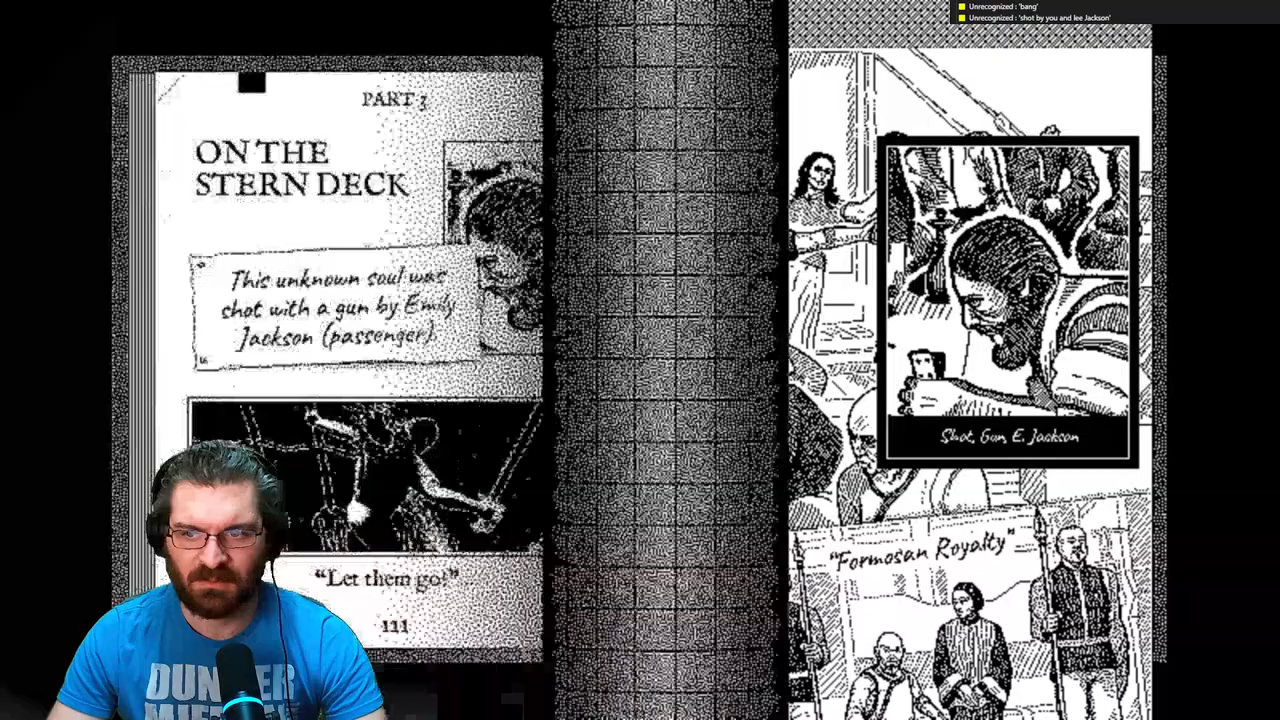 Unrecognized : 'bang'
Unrecognized : 'shot by you and lee Jackson'
PART 3
ON THE
STERN DECK
This unknown soul was
shot with a gun by Emily
Jackson (passenger).
"Let them go!"
111
Shot, Gun, E. Jackson
"Formosan Royalty"
DUN ER